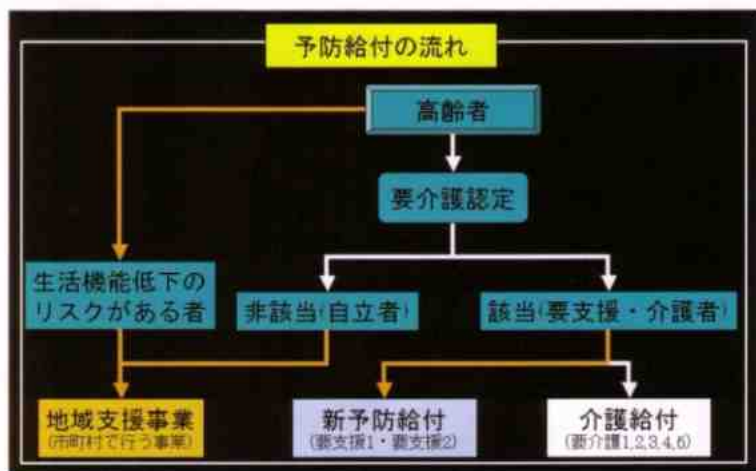 予防給付の流れ
高齢者
要介護認定
生活機能低下の
リスクがある者
非該当(自立者)
該当(要支援・介護者)
地域支援事業
(市町村で行う事業)
新予防給付
(要支援1・要支援2)
介護給付
(要介護1,2,3,4,5)